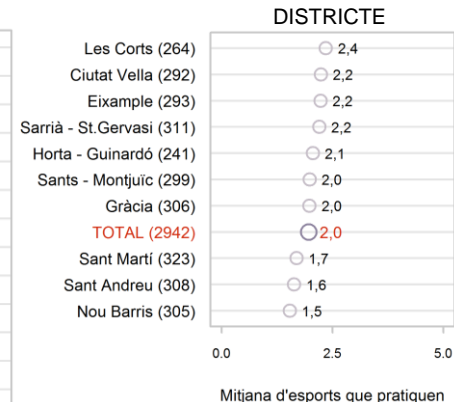 DISTRICTE
Les Corts (264) 2,4
Ciutat Vella (292) 2,2
Eixample (293) 2,2
Sarrià - St.Gervasi (311) 2,2
Horta - Guinardó (241) 2,1
Sants - Montjuïc (299) 2,0
Gràcia (306) 2,0
TOTAL (2942) 2,0
Sant Martí (323) 1,7
Sant Andreu (308) 1,6
Nou Barris (305) 1,5
0.0 2.5 5.0
Mitjana d'esports que pratiquen